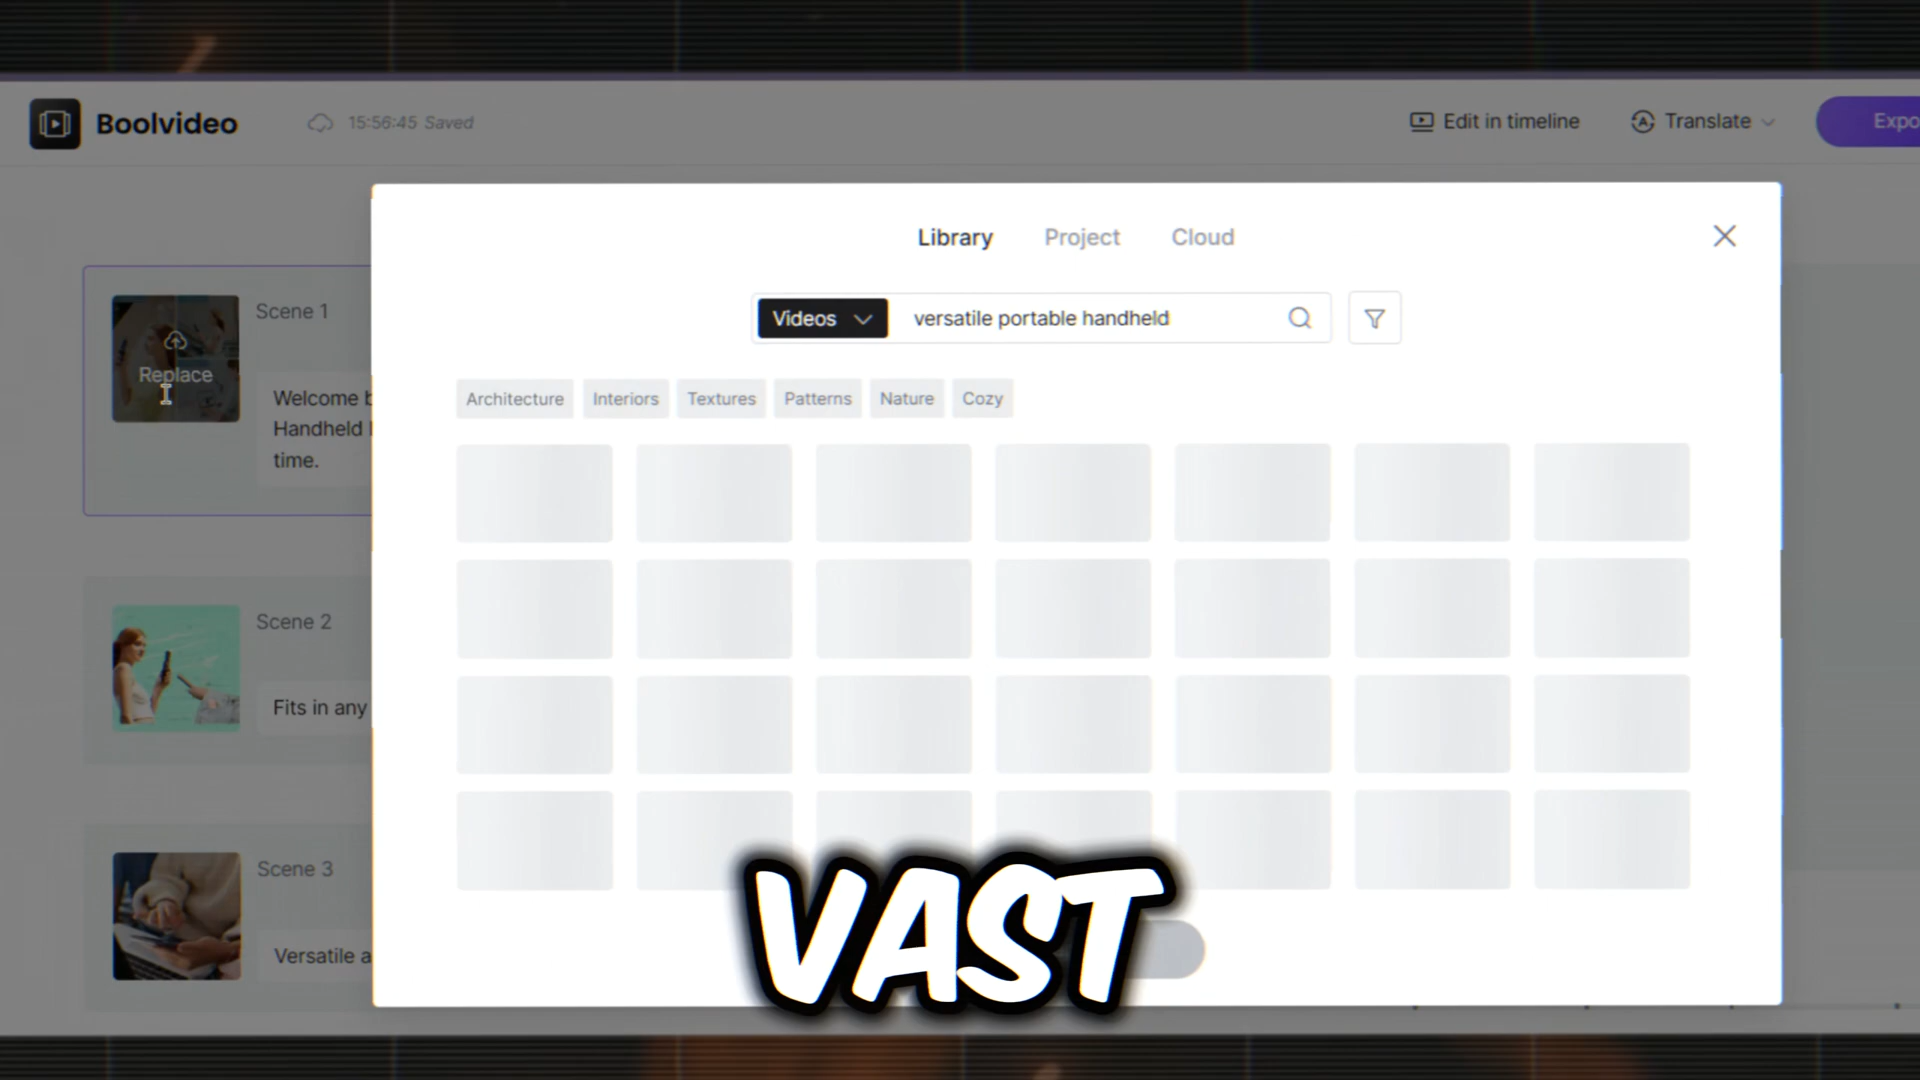 Boolvideo
15:56:45 Saved
Edit in timeline
Translate
Expo
Library
Project
Cloud
Videos
versatile portable handheld
Architecture
Interiors
Textures
Patterns
Nature
Cozy
Scene 1
Replace
Welcome b
Handheld
time.
Scene 2
Fits in any
Scene 3
Versatile a
VAST